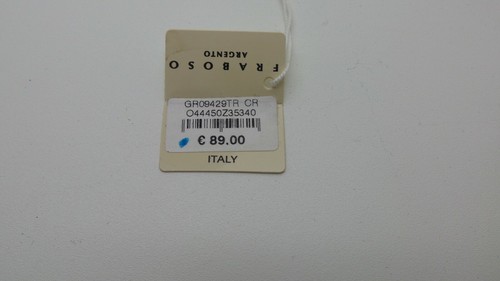 FRABOSO
ARGENTO
GR09429TR CR
O44450Z35340
€ 89.00
ITALY